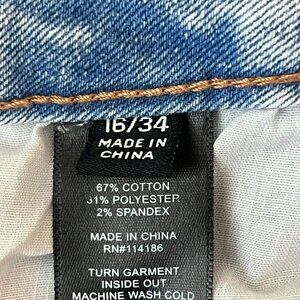 16/34
MADE IN
CHINA
67% COTTON
31% POLYESTER
2% SPANDEX
MADE IN CHINA
RN#114186
TURN GARMENT
INSIDE OUT
MACHINE WASH COLD